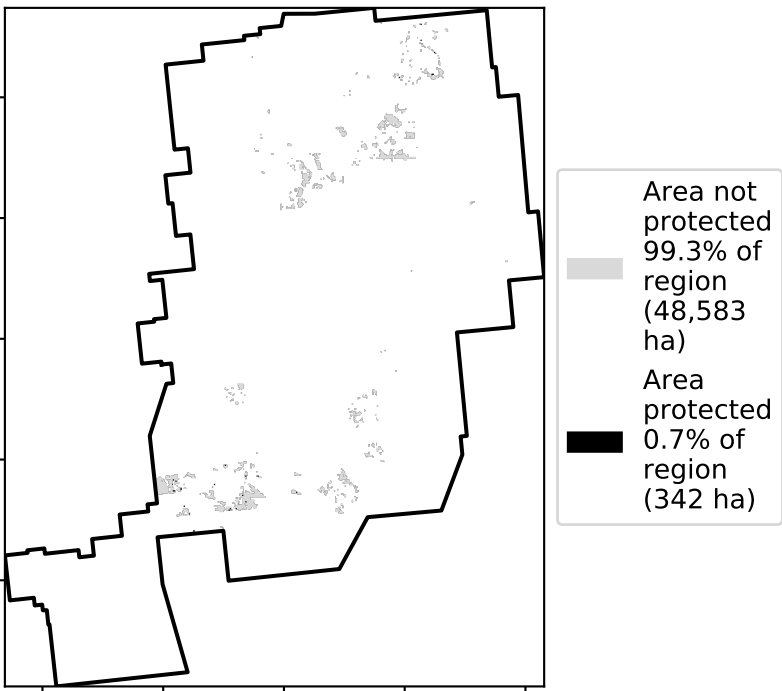 Area not
protected
99.3% of
region
(48,583
ha)
Area
protected
0.7% of
region
(342 ha)